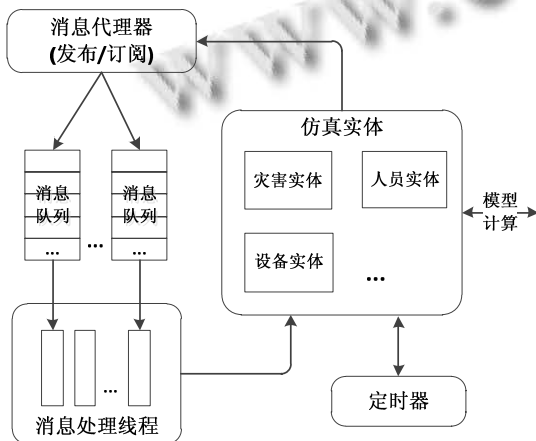 消息代理器
(发布/订阅)
仿真实体
灾害实体
人员实体
消息
队列
消息
队列
...
...
...
设备实体
...
模型
计算
...
消息处理线程
定时器
www.